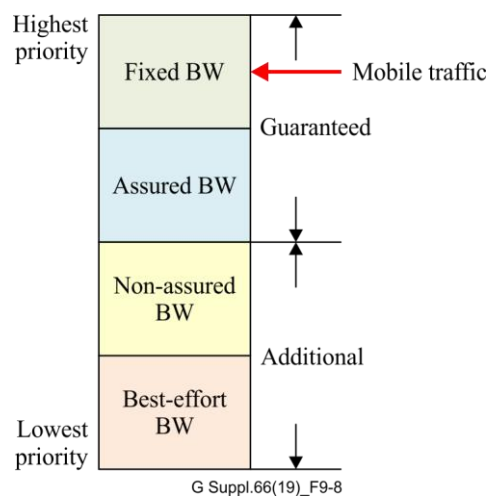 Highest
priority
Fixed BW
Mobile traffic
Guaranteed
Assured BW
Non-assured
BW
Additional
Best-effort
BW
Lowest
priority
G Suppl.66(19)_F9-8